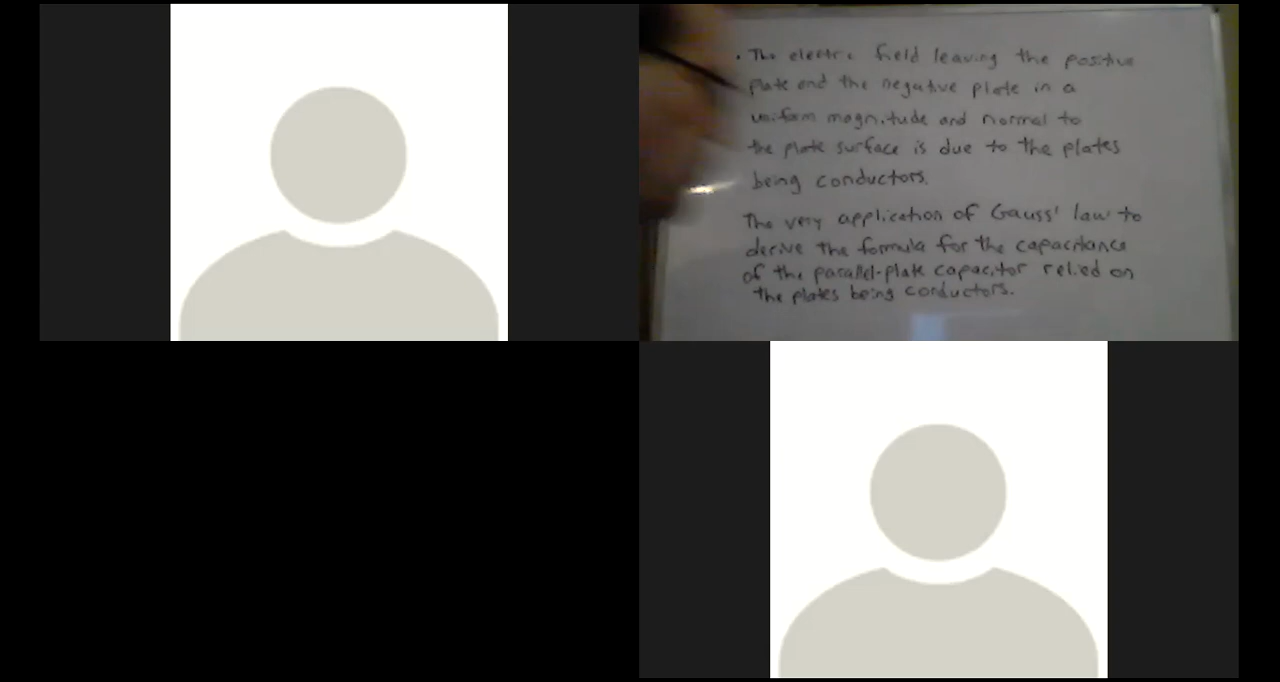 • The electric field leaving the positive
plate and the negative plate in a
uniform magnitude and normal to
the plate surface is due to the plates
being conductors.
The very application of Gauss' law to
derive the formula for the capacitance
of the parallel-plate capacitor relied on
the plates being conductors.